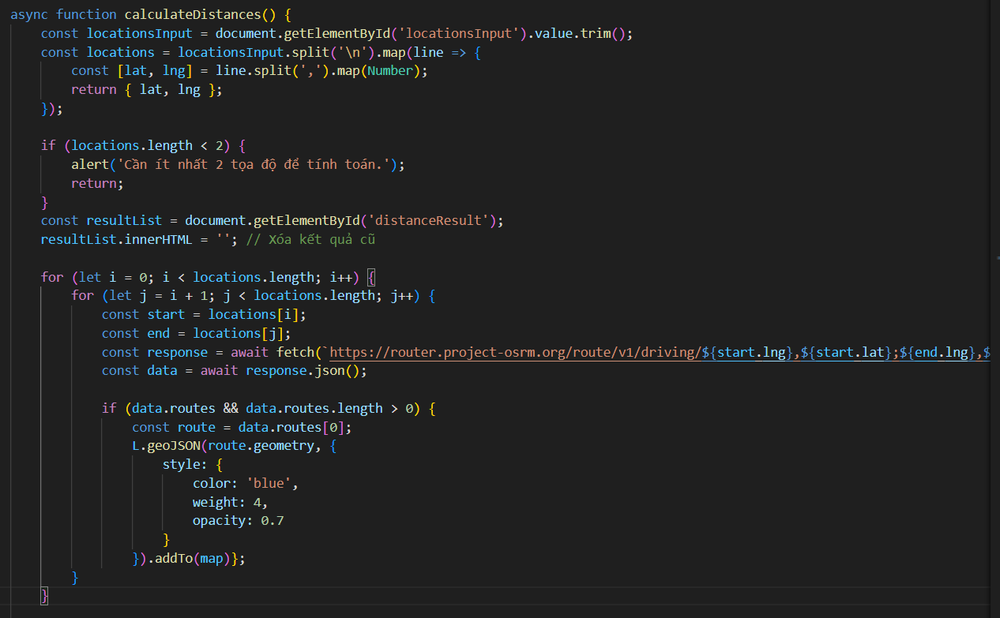 async function calculateDistances() {
    const locationsInput = document.getElementById('locationsInput').value.trim();
    const locations = locationsInput.split('\n').map(line => {
        const [lat, lng] = line.split(',').map(Number);
        return { lat, lng };
    });

    if (locations.length < 2) {
        alert('Cần ít nhất 2 tọa độ để tính toán.');
        return;
    }
    const resultList = document.getElementById('distanceResult');
    resultList.innerHTML = ''; // Xóa kết quả cũ

    for (let i = 0; i < locations.length; i++) {
        for (let j = i + 1; j < locations.length; j++) {
            const start = locations[i];
            const end = locations[j];
            const response = await fetch(`https://router.project-osrm.org/route/v1/driving/${start.lng},${start.lat};${end.lng},$
            const data = await response.json();

            if (data.routes && data.routes.length > 0) {
                const route = data.routes[0];
                L.geoJSON(route.geometry, {
                    style: {
                        color: 'blue',
                        weight: 4,
                        opacity: 0.7
                    }
                }).addTo(map)};
        }
    }